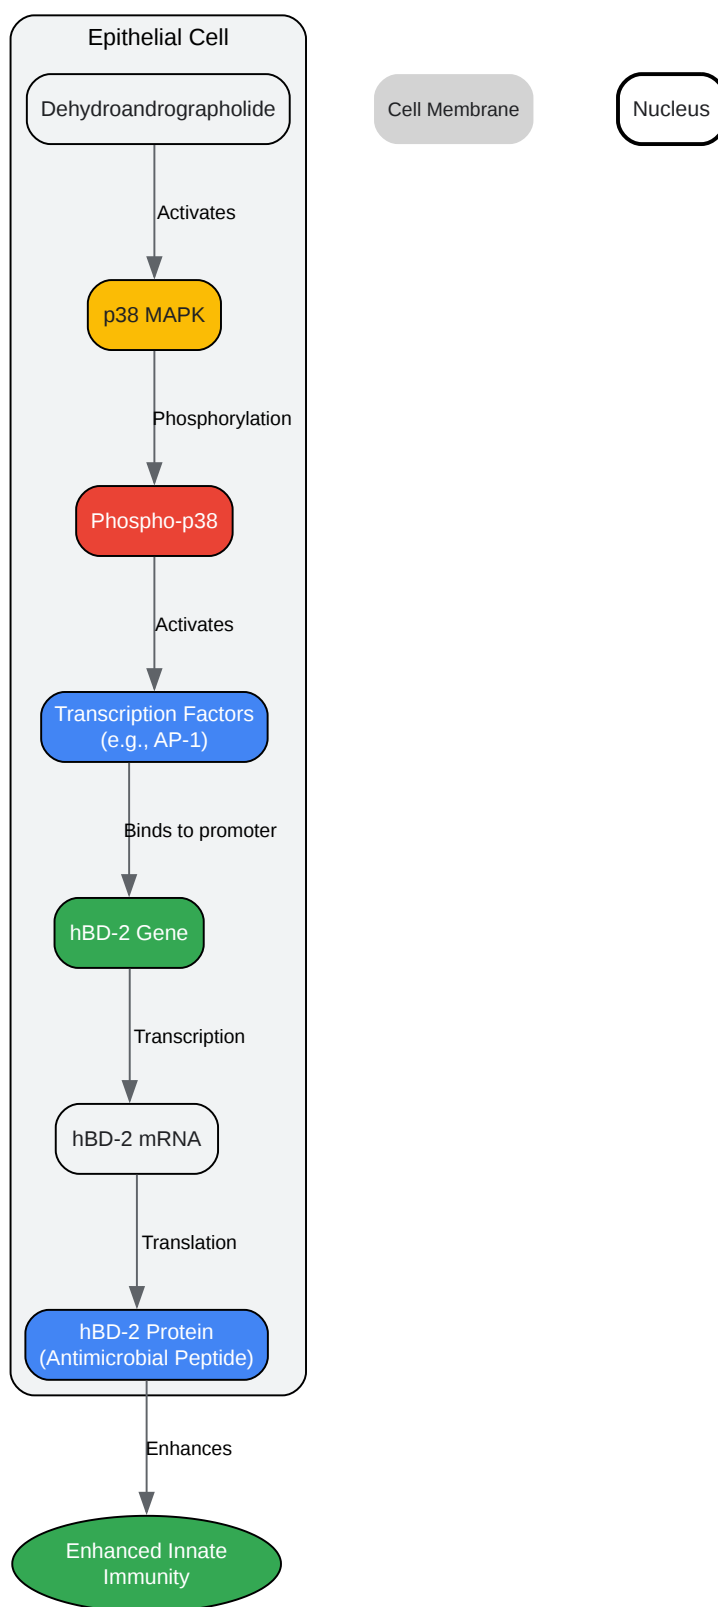 Epithelial Cell
Dehydroandrographolide
Cell Membrane
Nucleus
Activates
p38 MAPK
Phosphorylation
Phospho-p38
Activates
Transcription Factors
(e.g., AP-1)
Binds to promoter
hBD-2 Gene
Transcription
hBD-2 mRNA
Translation
hBD-2 Protein
(Antimicrobial Peptide)
Enhances
Enhanced Innate
Immunity